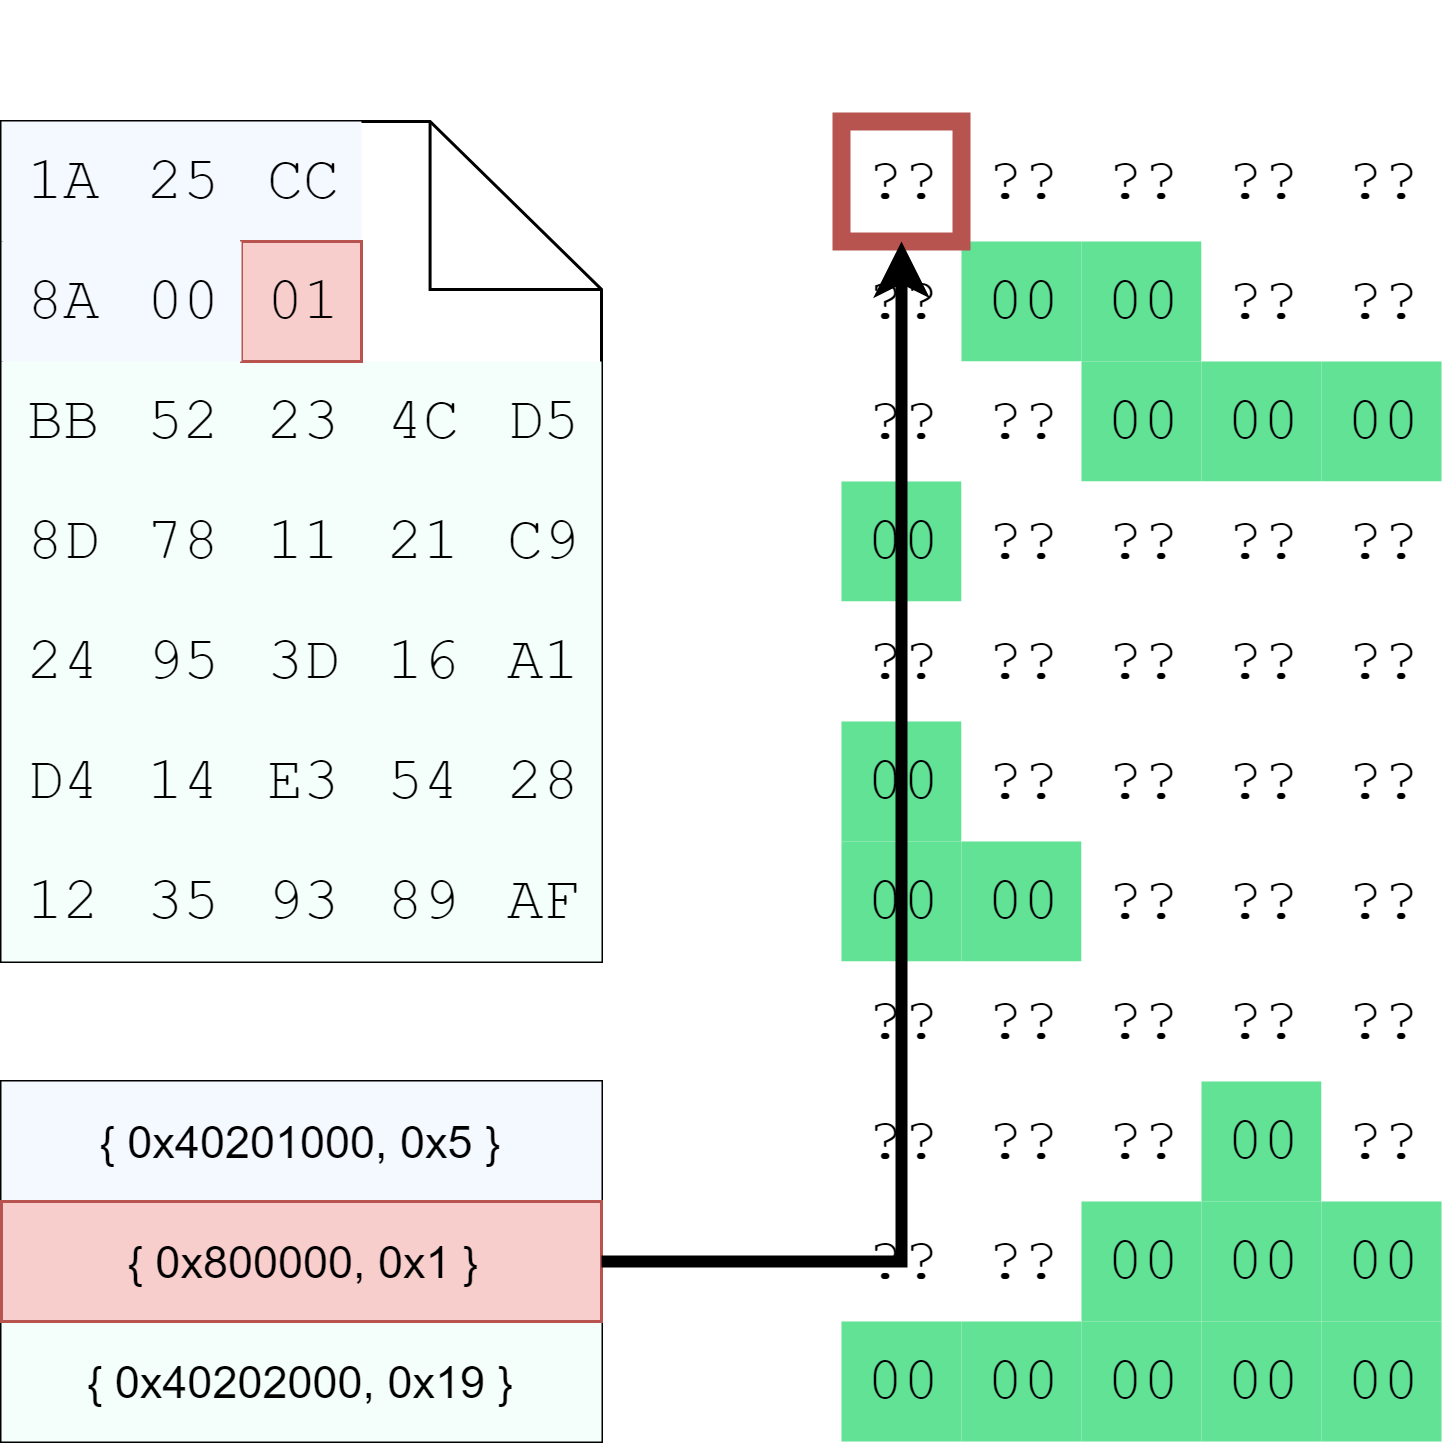 1A 25 CC
8A 00 01
BB 52 23 4C D5
8D 78 11 21 C9
24 95 3D 16 A1
D4 14 E3 54 28
12 35 93 89 AF
{ 0x40201000, 0x5 }
{ 0x800000, 0x1 }
{ 0x40202000, 0x19 }
?? ?? ?? ?? ??
?? 00 00 ?? ??
?? ?? 00 00 00
00 ?? ?? ?? ??
?? ?? ?? ?? ??
00 ?? ?? ?? ??
00 00 ?? ?? ??
?? ?? ?? ?? ??
?? ?? ?? 00 ??
?? ?? 00 00 00
00 00 00 00 00